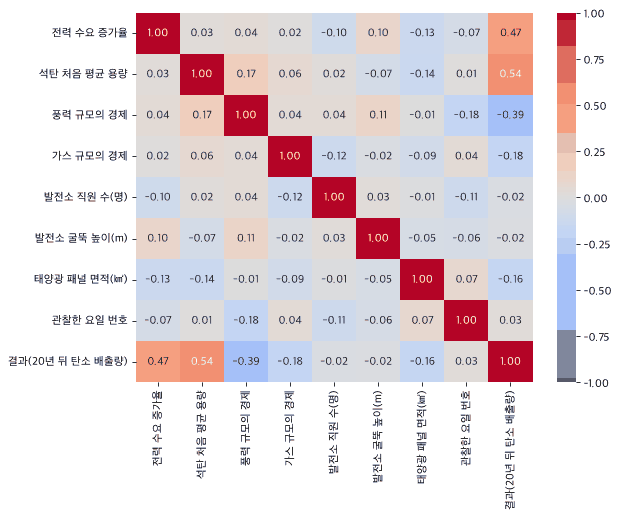 전력 수요 증가율 1.00 0.03 0.04 0.02 −0.10 0.10 −0.13 −0.07 0.47
석탄 처음 평균 용량 0.03 1.00 0.17 0.06 0.02 −0.07 −0.14 0.01 0.54
풍력 규모의 경제 0.04 0.17 1.00 0.04 0.04 0.11 −0.01 −0.18 −0.39
가스 규모의 경제 0.02 0.06 0.04 1.00 −0.12 −0.02 −0.09 0.04 −0.18
발전소 직원 수(명) −0.10 0.02 0.04 −0.12 1.00 0.03 −0.01 −0.11 −0.02
발전소 굴뚝 높이(m) 0.10 −0.07 0.11 −0.02 0.03 1.00 −0.05 −0.06 −0.02
태양광 패널 면적(㎢) −0.13 −0.14 −0.01 −0.09 −0.01 −0.05 1.00 0.07 −0.16
관찰한 요일 번호 −0.07 0.01 −0.18 0.04 −0.11 −0.06 0.07 1.00 0.03
결과(20년 뒤 탄소 배출량) 0.47 0.54 −0.39 −0.18 −0.02 −0.02 −0.16 0.03 1.00
전력 수요 증가율
석탄 처음 평균 용량
풍력 규모의 경제
가스 규모의 경제
발전소 직원 수(명)
발전소 굴뚝 높이(m)
태양광 패널 면적(㎢)
관찰한 요일 번호
결과(20년 뒤 탄소 배출량)
1.00
0.75
0.50
0.25
0.00
−0.25
−0.50
−0.75
−1.00